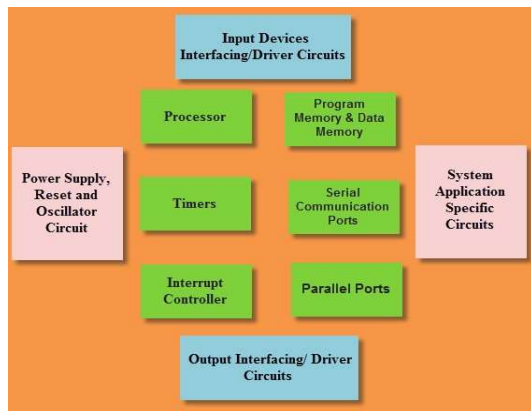 Input Devices
Interfacing/Driver Circuits
Processor
Program
Memory & Data
Memory
Power Supply,
Reset and
Oscillator
Circuit
Timers
Serial
Communication
Ports
System
Application
Specific
Circuits
Interrupt
Controller
Parallel Ports
Output Interfacing/ Driver
Circuits